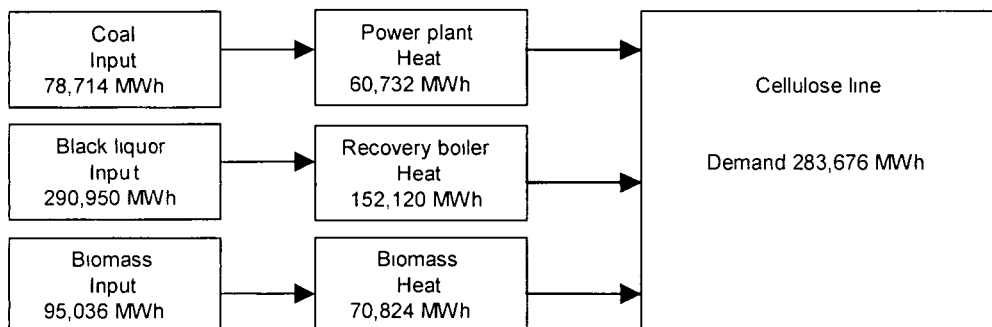 Coal
Input
78,714 MWh
Power plant
Heat
60,732 MWh
Cellulose line
Demand 283,676 MWh
Black liquor
Input
290,950 MWh
Recovery boiler
Heat
152,120 MWh
Biomass
Input
95,036 MWh
Biomass
Heat
70,824 MWh